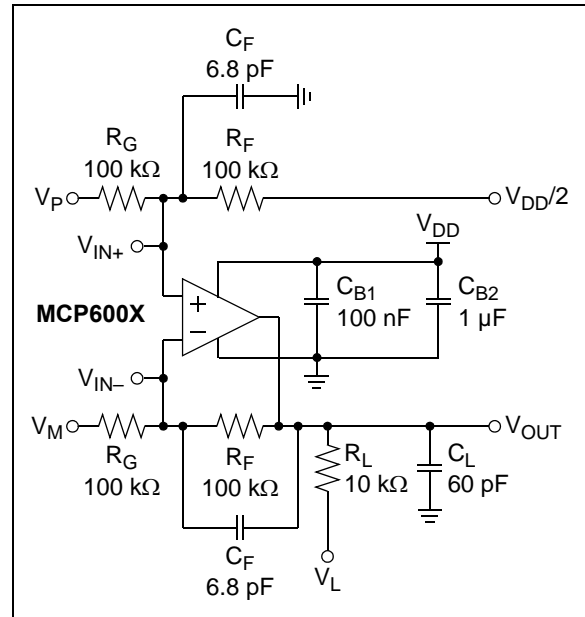 C_F
6.8 pF
R_G
100 kΩ
R_F
100 kΩ
V_P
V_DD/2
V_IN+
V_DD
MCP600X
+
−
C_B1
100 nF
C_B2
1 µF
V_IN–
V_M
V_OUT
R_G
100 kΩ
R_F
100 kΩ
R_L
10 kΩ
C_L
60 pF
C_F
6.8 pF
V_L